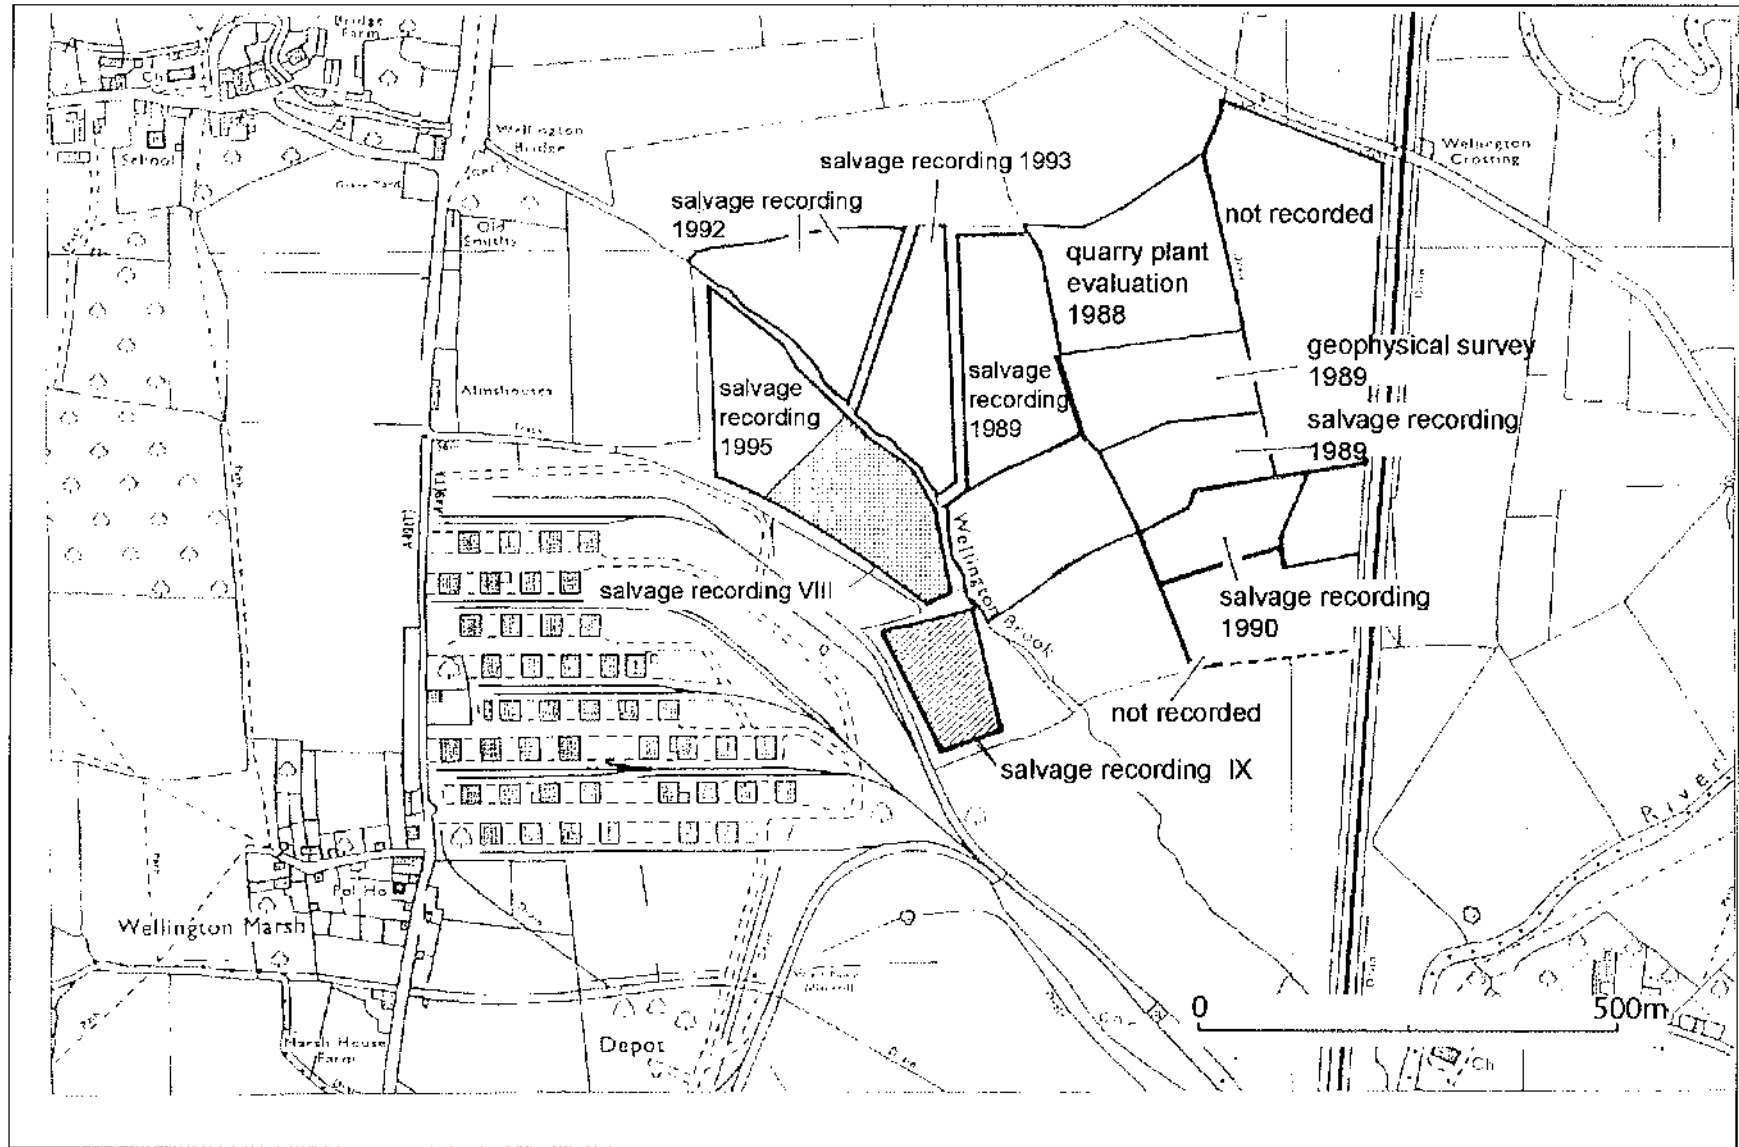 Bridge
Farm
Ch
School
Grave Yard
Wellington
Bridge
Old
Smithy
salvage recording 1993
salvage recording
1992
Wellington
Crossing
not recorded
quarry plant
evaluation
1988
geophysical survey
1989
salvage recording
1989
salvage
recording
1989
salvage
recording
1995
Almshouses
Wellington Brook
salvage recording VIII
salvage recording
1990
not recorded
salvage recording IX
Pol Ho
Wellington Marsh
Marsh House
Farm
Depot
River
0
500m
Ch